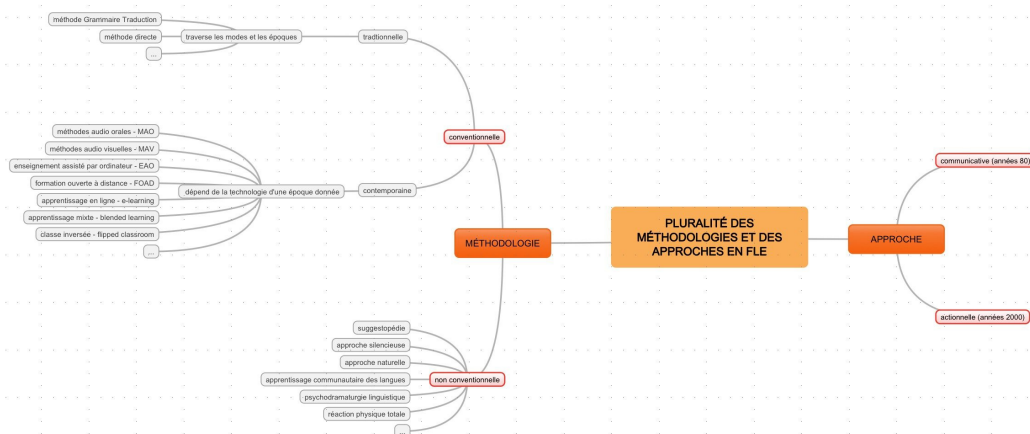 méthode Grammaire Traduction
méthode directe
...
traverse les modes et les époques
tradtionnelle
conventionnelle
méthodes audio orales - MAO
méthodes audio visuelles - MAV
enseignement assisté par ordinateur - EAO
formation ouverte à distance - FOAD
apprentissage en ligne - e-learning
apprentissage mixte - blended learning
classe inversée - flipped classroom
...
dépend de la technologie d'une époque donnée
contemporaine
MÉTHODOLOGIE
suggestopédie
approche silencieuse
approche naturelle
apprentissage communautaire des langues
psychodramaturgie linguistique
réaction physique totale
...
non conventionnelle
PLURALITÉ DES
MÉTHODOLOGIES ET DES
APPROCHES EN FLE
APPROCHE
communicative (années 80)
actionnelle (années 2000)